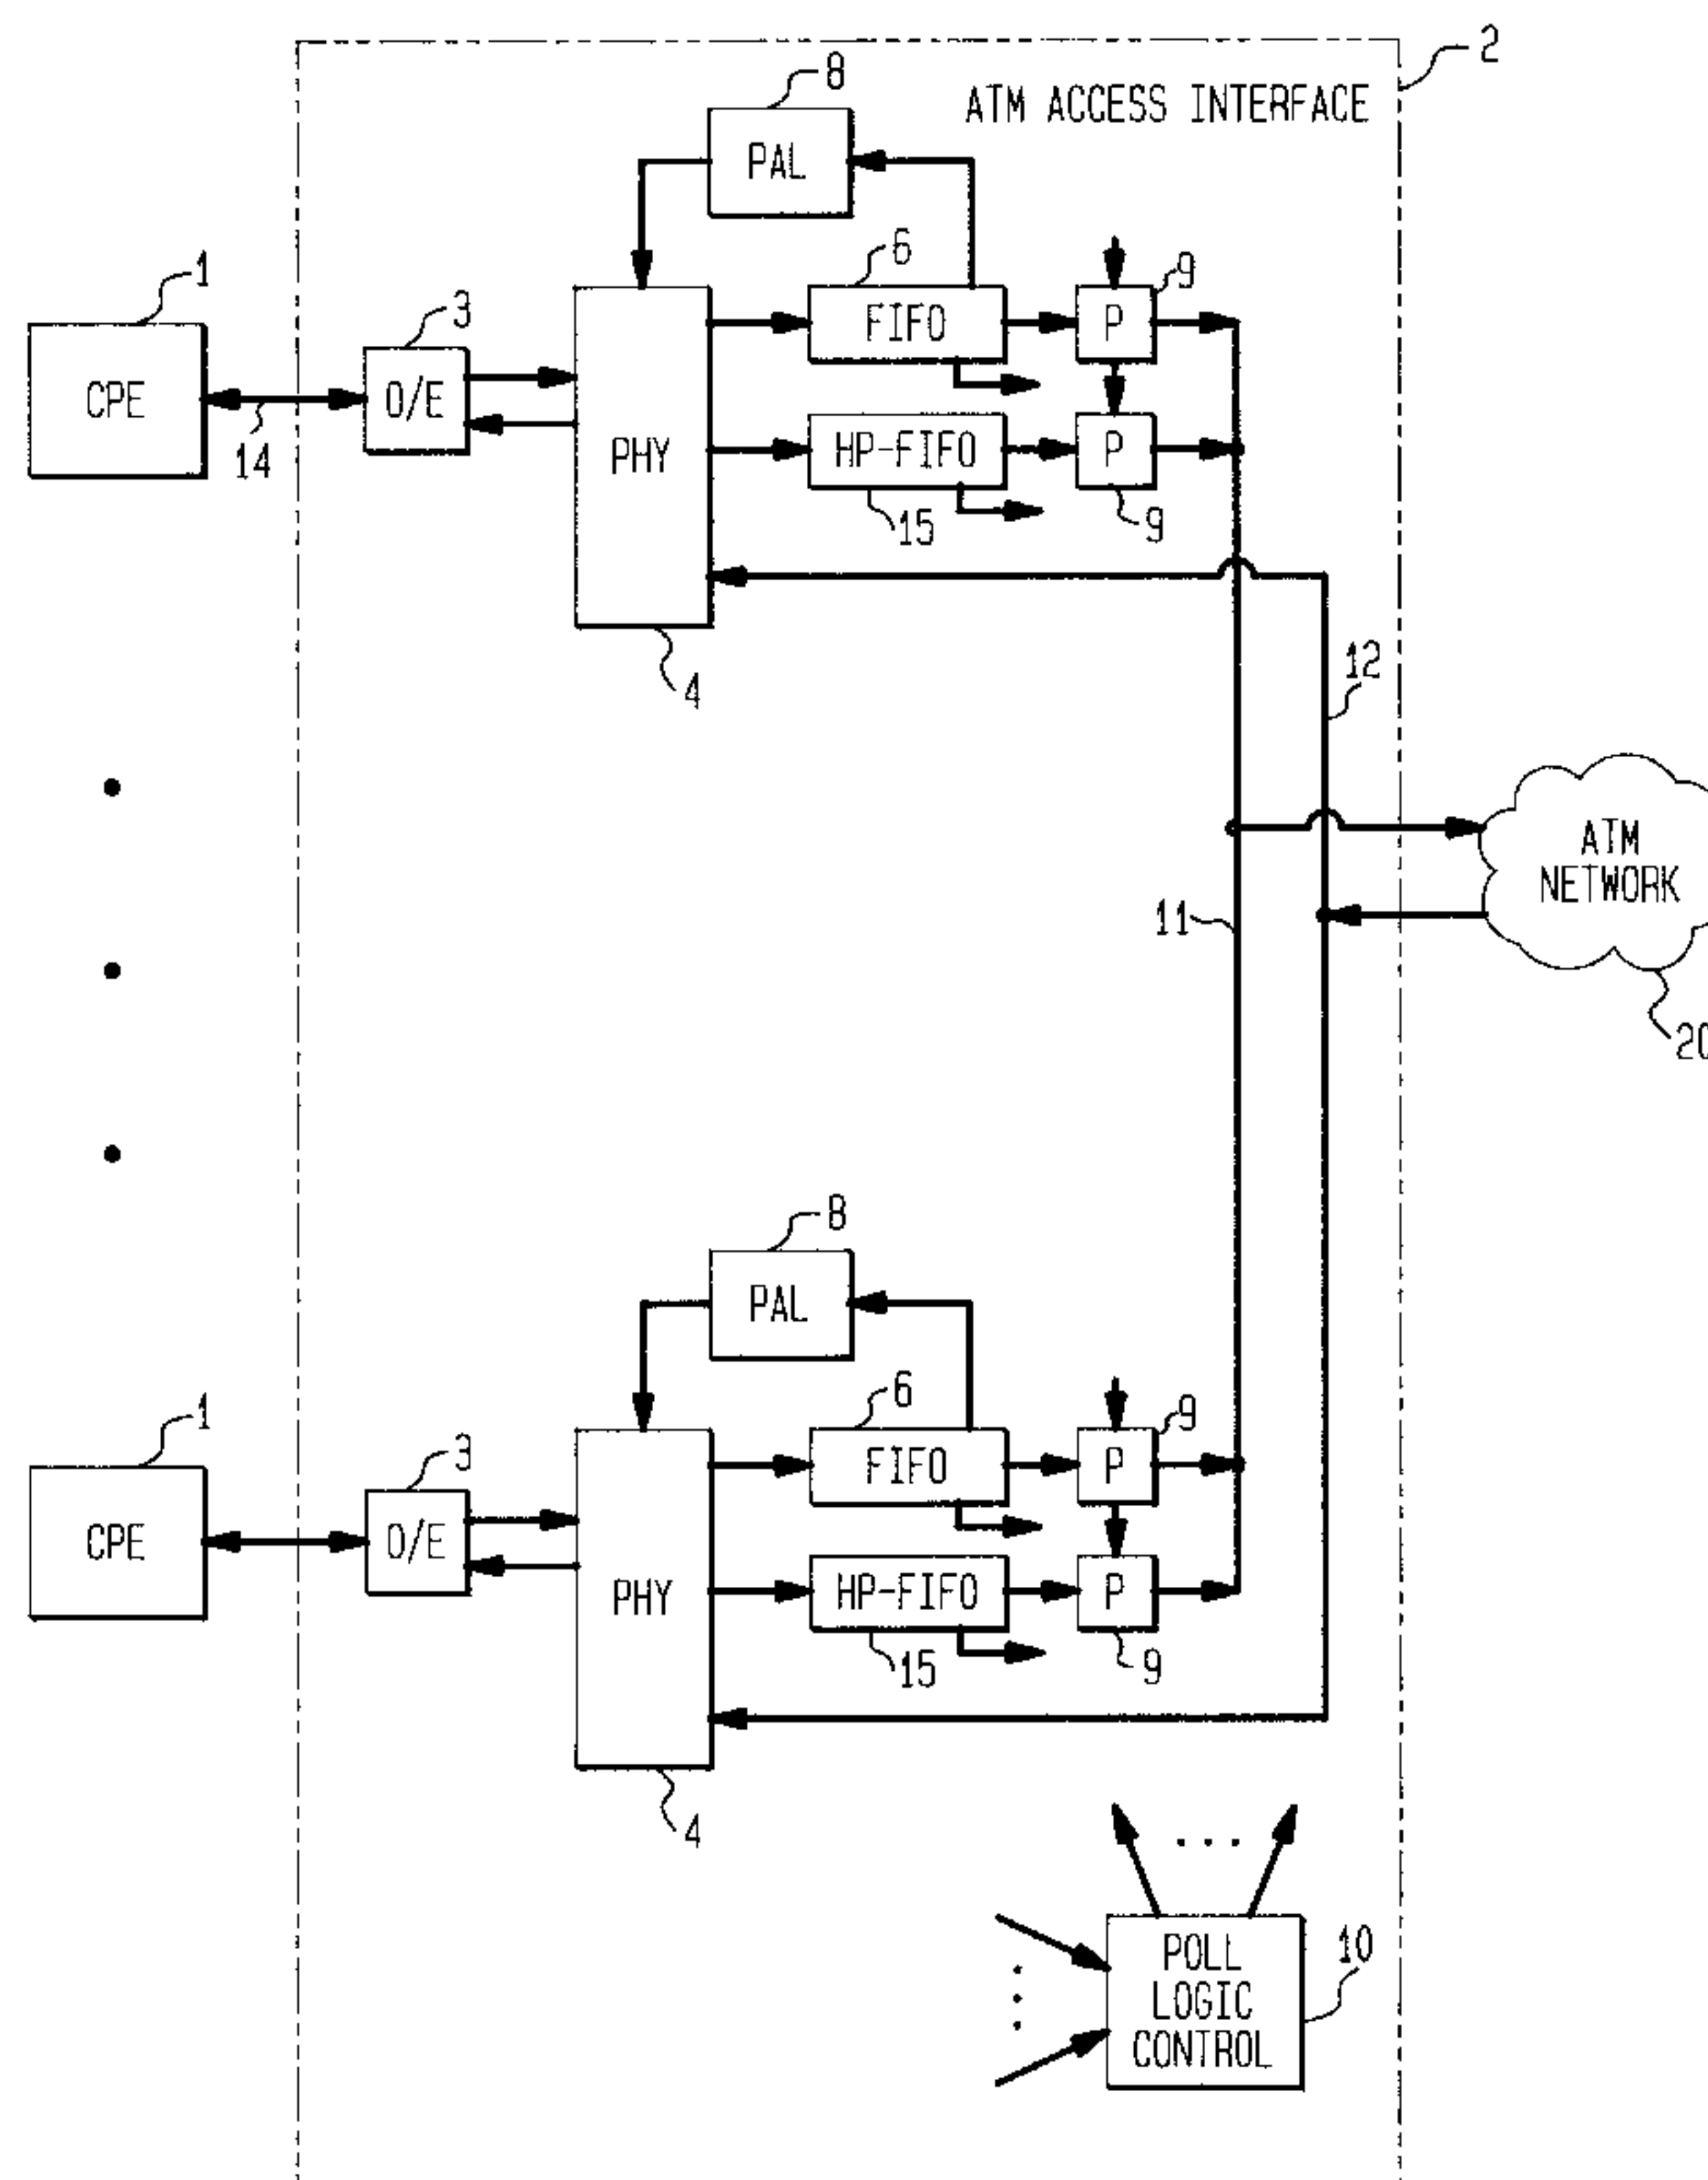 2
8
ATM ACCESS INTERFACE
PAL
1
3
6
9
CPE
O/E
PHY
FIFO
P
14
HP-FIFO
P
15
9
4
12
ATM
NETWORK
11
20
8
PAL
1
3
6
9
CPE
O/E
PHY
FIFO
P
HP-FIFO
P
15
9
4
10
POLL
LOGIC
CONTROL